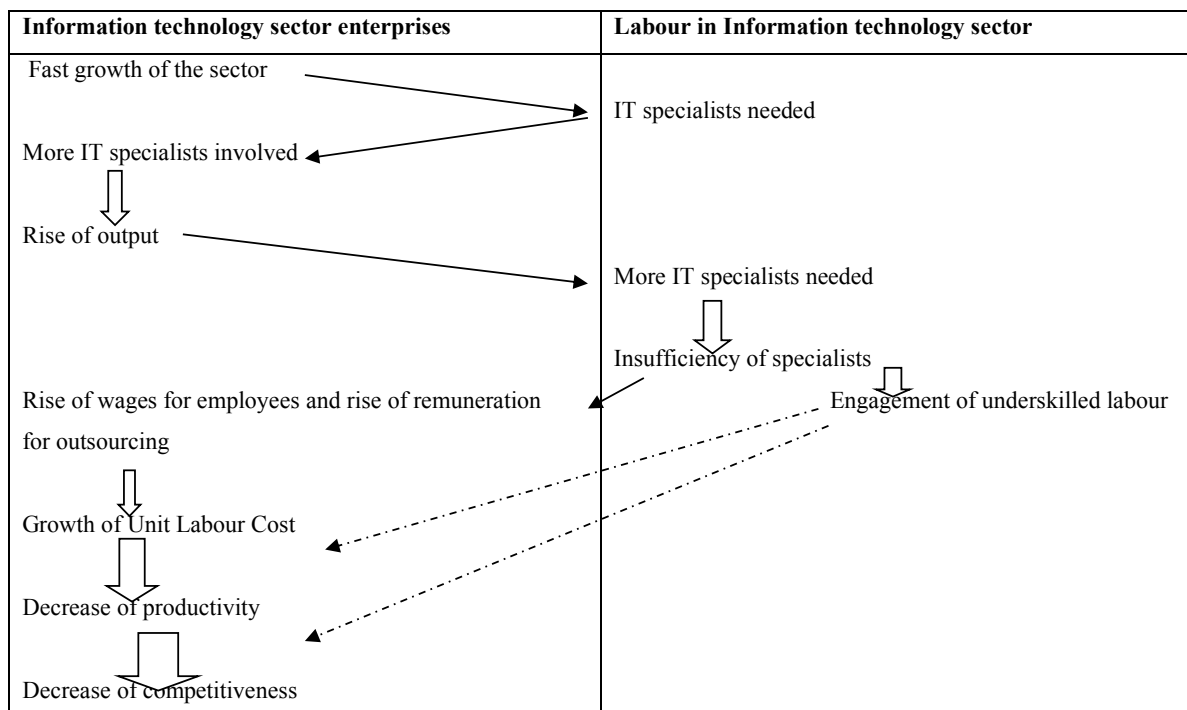 Information technology sector enterprises
Labour in Information technology sector
Fast growth of the sector
IT specialists needed
More IT specialists involved
Rise of output
More IT specialists needed
Insufficiency of specialists
Rise of wages for employees and rise of remuneration
for outsourcing
Engagement of underskilled labour
Growth of Unit Labour Cost
Decrease of productivity
Decrease of competitiveness